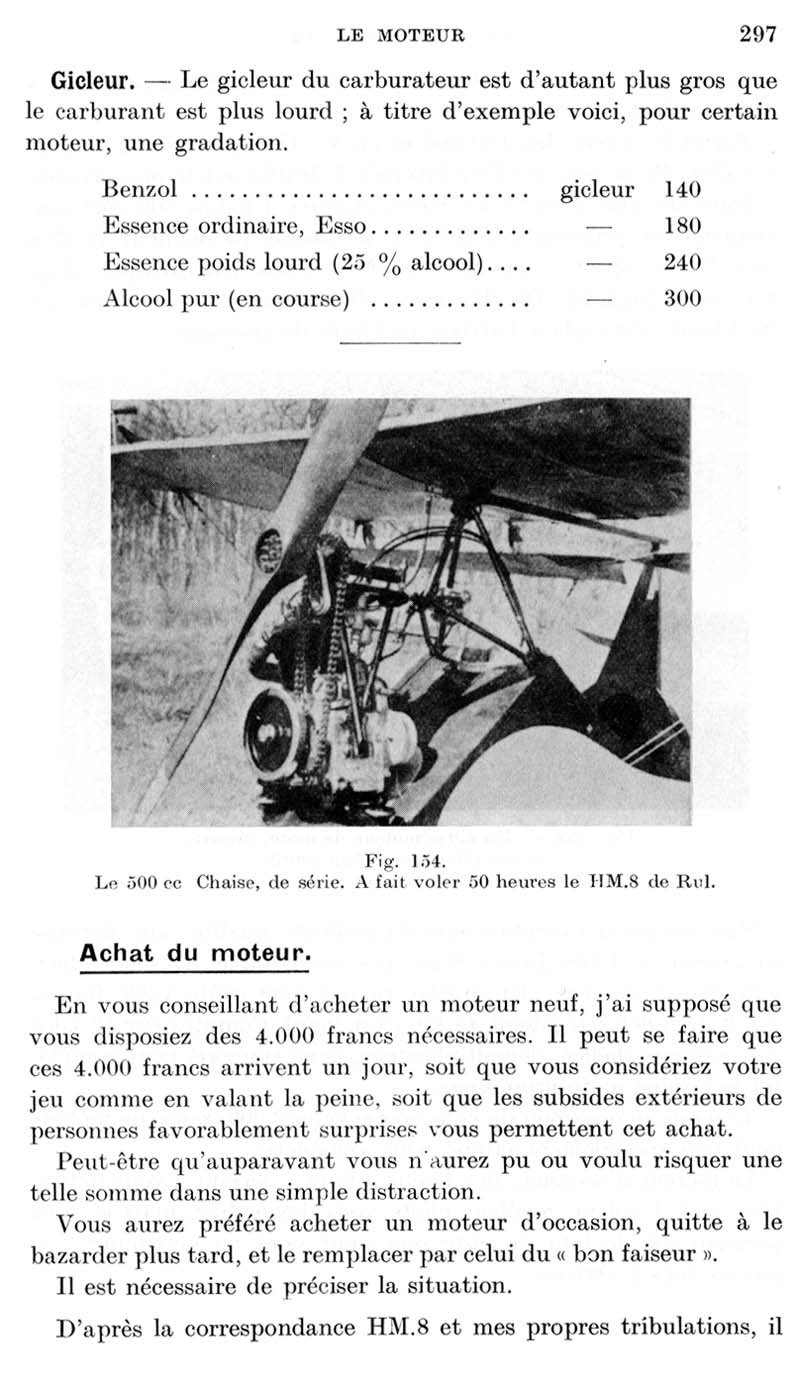 LE MOTEUR 297
Gicleur. — Le gicleur du carburateur est d'autant plus gros que
le carburant est plus lourd ; à titre d'exemple voici, pour certain
moteur, une gradation.
Benzol ........................... gicleur 140
Essence ordinaire, Esso............. — 180
Essence poids lourd (25 % alcool).... — 240
Alcool pur (en course) ............. — 300
Fig. 154.
Le 500 cc Chaise, de série. A fait voler 50 heures le HM.8 de Rul.
Achat du moteur.
En vous conseillant d'acheter un moteur neuf, j'ai supposé que
vous disposiez des 4.000 francs nécessaires. Il peut se faire que
ces 4.000 francs arrivent un jour, soit que vous considériez votre
jeu comme en valant la peine, soit que les subsides extérieurs de
personnes favorablement surprises vous permettent cet achat.
Peut-être qu'auparavant vous n'aurez pu ou voulu risquer une
telle somme dans une simple distraction.
Vous aurez préféré acheter un moteur d'occasion, quitte à le
bazarder plus tard, et le remplacer par celui du « bon faiseur ».
Il est nécessaire de préciser la situation.
D'après la correspondance HM.8 et mes propres tribulations, il